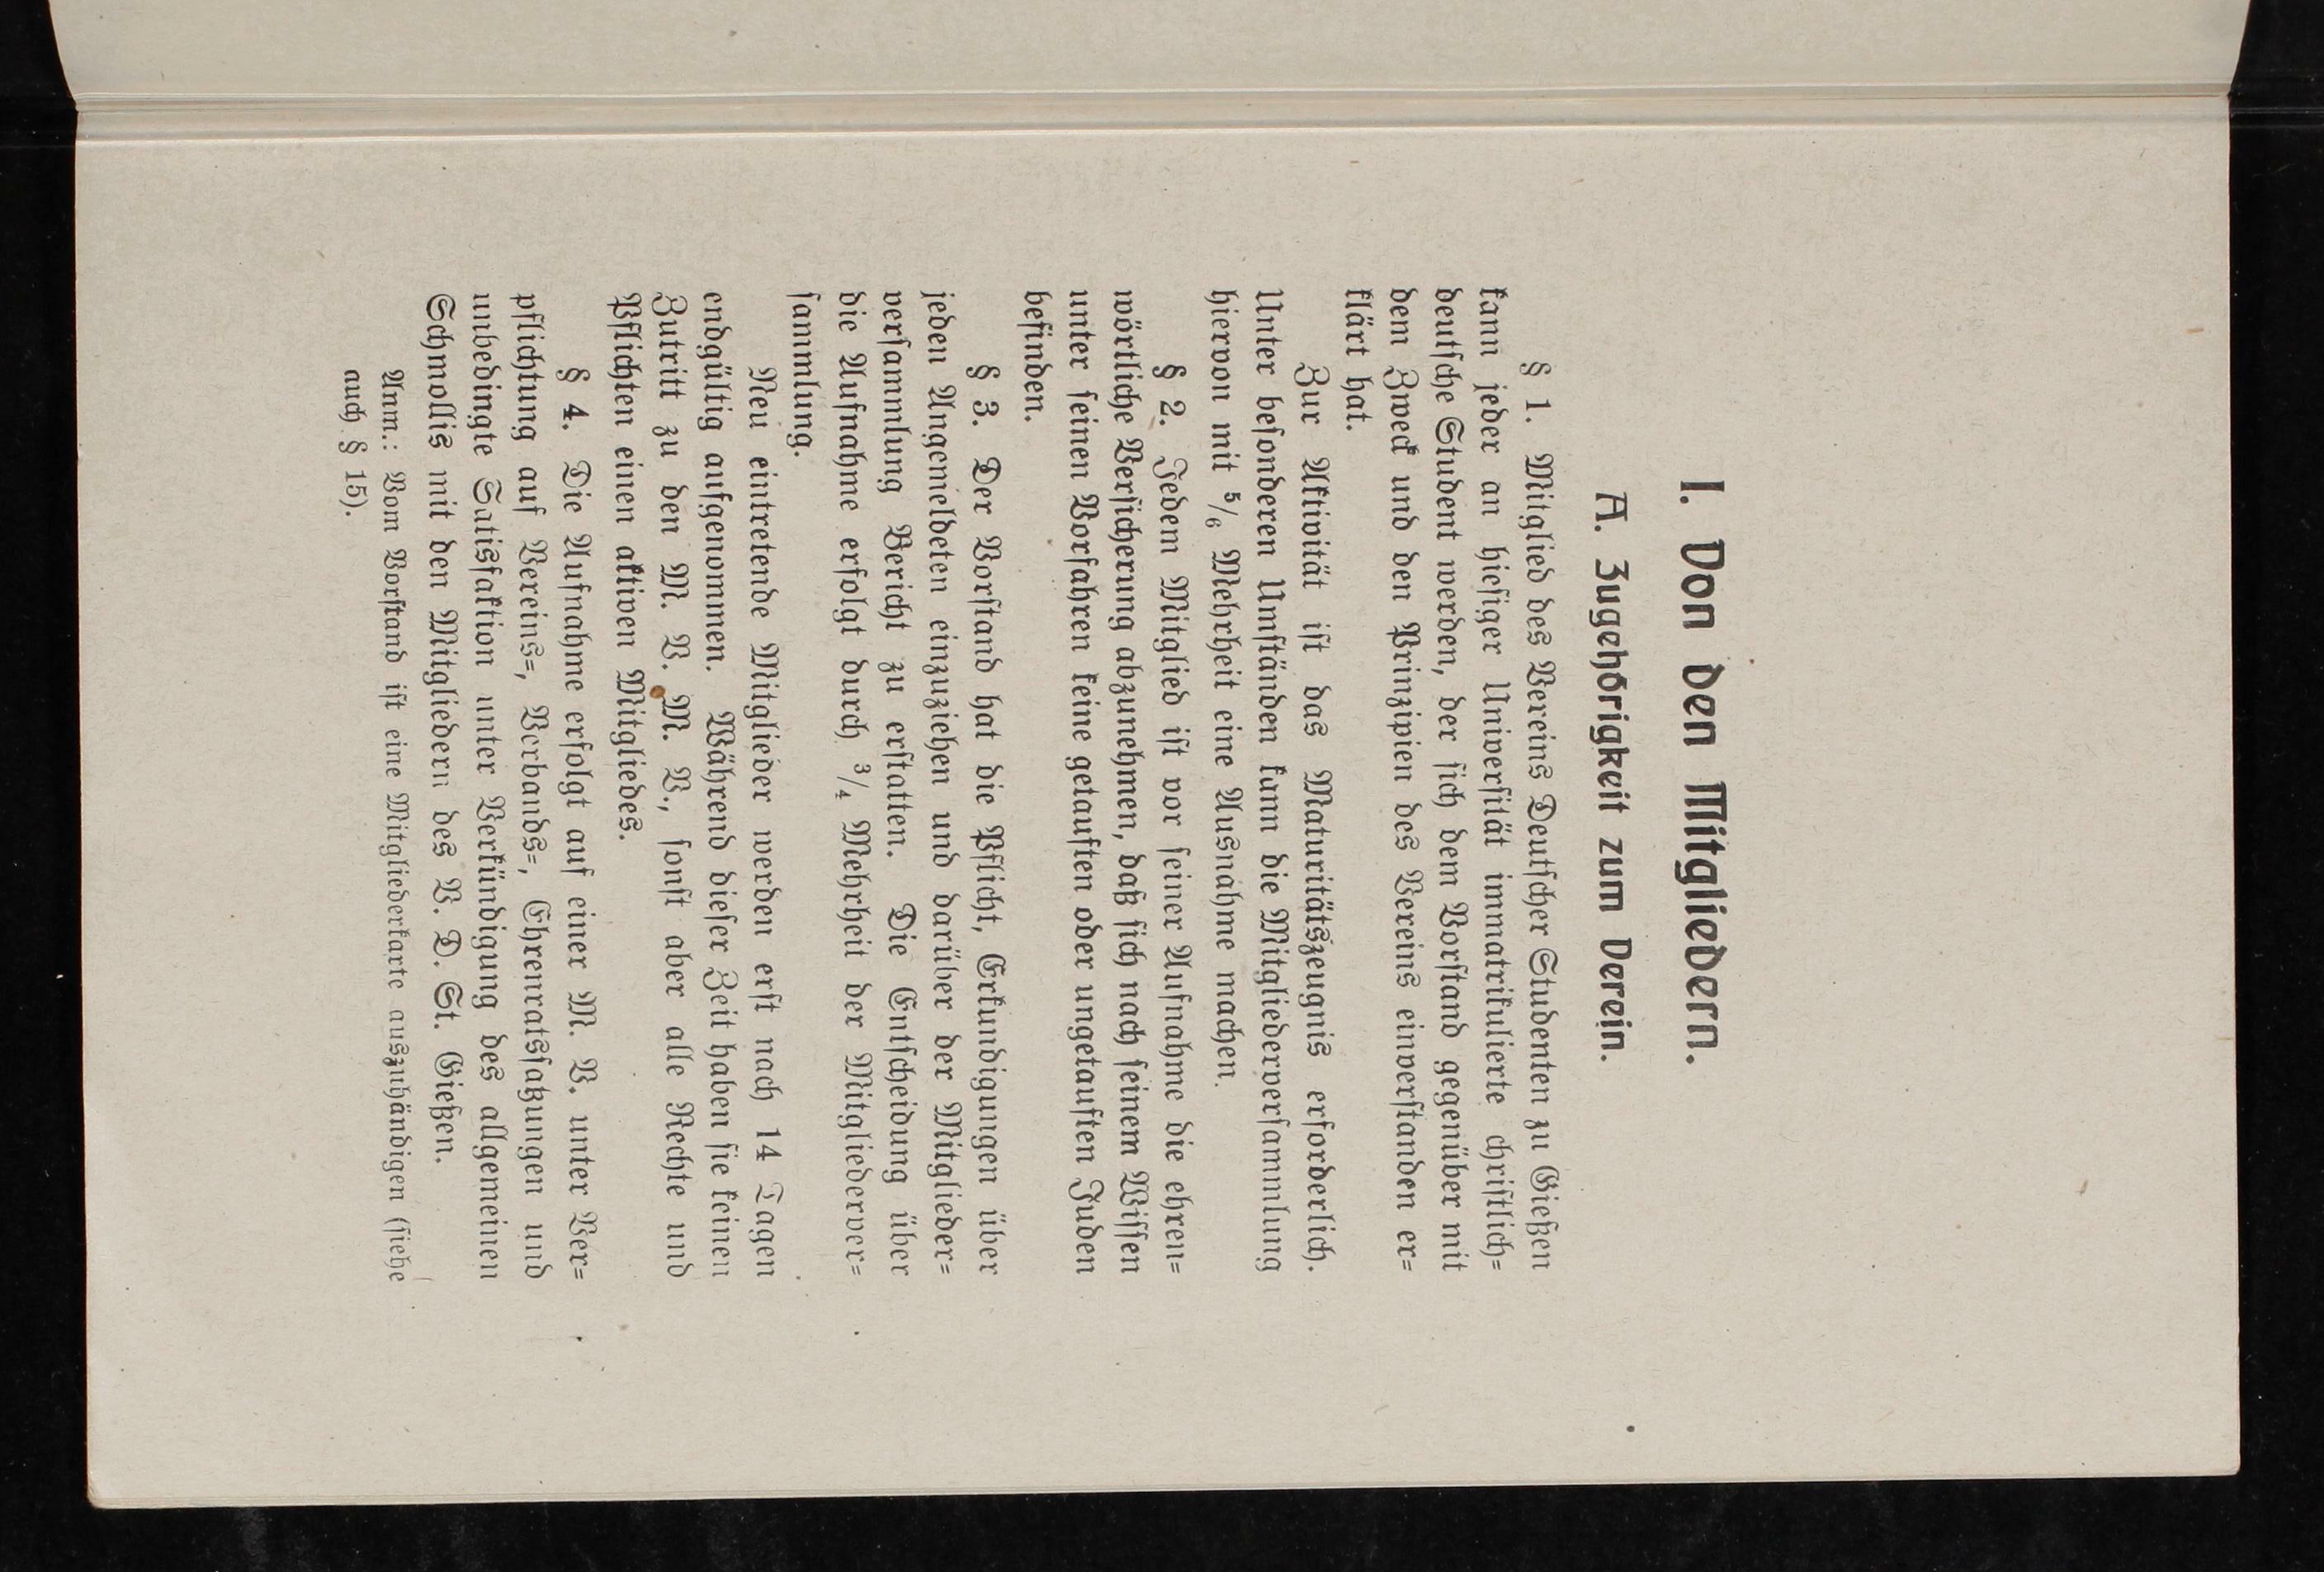 I. Von den Mitgliedern.
A. Zugehörigkeit zum Verein.
§ 1. Mitglied des Vereins Deutscher Studenten zu Gießen
kann jeder an hiesiger Universität immatrikulierte christlich-
deutsche Student werden, der sich dem Vorstand gegenüber mit
dem Zweck und den Prinzipien des Vereins einverstanden er-
klärt hat.
Zur Aktivität ist das Maturitätszeugnis erforderlich.
Unter besonderen Umständen kann die Mitgliederversammlung
hiervon mit 5/6 Mehrheit eine Ausnahme machen.
§ 2. Jedem Mitglied ist vor seiner Aufnahme die ehren-
wörtliche Versicherung abzunehmen, daß sich nach seinem Wissen
unter seinen Vorfahren keine getauften oder ungetauften Juden
befinden.
§ 3. Der Vorstand hat die Pflicht, Erkundigungen über
jeden Angemeldeten einzuziehen und darüber der Mitglieder-
versammlung Bericht zu erstatten. Die Entscheidung über
die Aufnahme erfolgt durch 3/4 Mehrheit der Mitgliederver-
sammlung.
Neu eintretende Mitglieder werden erst nach 14 Tagen
endgültig aufgenommen. Während dieser Zeit haben sie keinen
Zutritt zu den M. V. M. V., sonst aber alle Rechte und
Pflichten einen aktiven Mitgliedes.
§ 4. Die Aufnahme erfolgt auf einer M. V. unter Ver-
pflichtung auf Vereins-, Verbands-, Ehrenratssatzungen und
unbedingte Satisfaktion unter Verkündigung des allgemeinen
Schmollis mit den Mitgliedern des V. D. St. Gießen.
Anm.: Vom Vorstand ist eine Mitgliederkarte auszuhändigen (siehe
auch § 15).